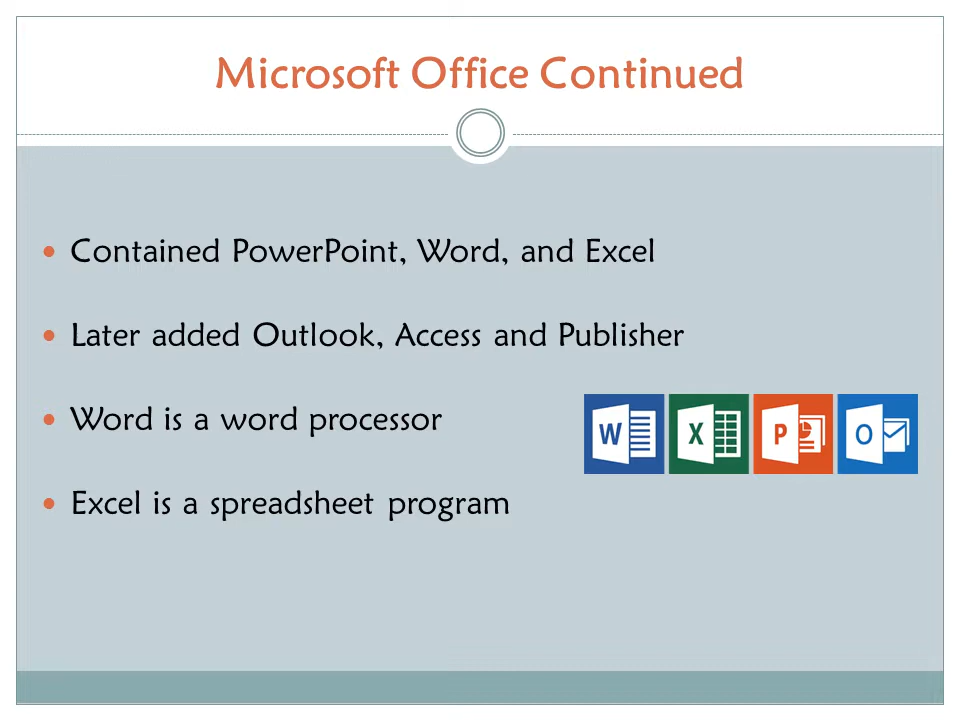 Microsoft Office Continued
Contained PowerPoint, Word, and Excel
Later added Outlook, Access and Publisher
Word is a word processor
W X P O
Excel is a spreadsheet program